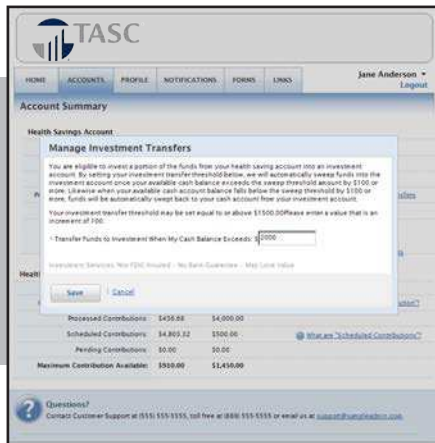 TASC
HOME ACCOUNTS PROFILE NOTIFICATIONS FORMS LINKS
Jane Anderson
Logout
Account Summary
Health Savings Account
Manage Investment Transfers
You are eligible to invest a portion of the funds from your health saving account into an investment
account. By setting your investment transfer threshold below, we will automatically sweep funds into the
investment account once your available cash balance exceeds the sweep threshold amount by $100 or
more. Likewise when your available cash account balance falls below the sweep threshold by $100 or
more, funds will be automatically swept back to your cash account from your investment account.
Your investment transfer threshold may be set equal to or above $1500.00Please enter a value that is an
increment of 100.
* Transfer Funds to Investment When My Cash Balance Exceeds: $ 2000
Investment Services: Not FDIC Insured - No Bank Guarantee - May Lose Value
Save Cancel
Healt
Processed Contributions: $436.68 $4,000.00
Scheduled Contributions: $4,803.32 $500.00 What are "Scheduled Contributions"?
Pending Contributions: $0.00 $0.00
Maximum Contribution Available: $910.00 $1,450.00
Questions?
Contact Customer Support at (555) 555-5555, toll free at (888) 555-5555 or email us at